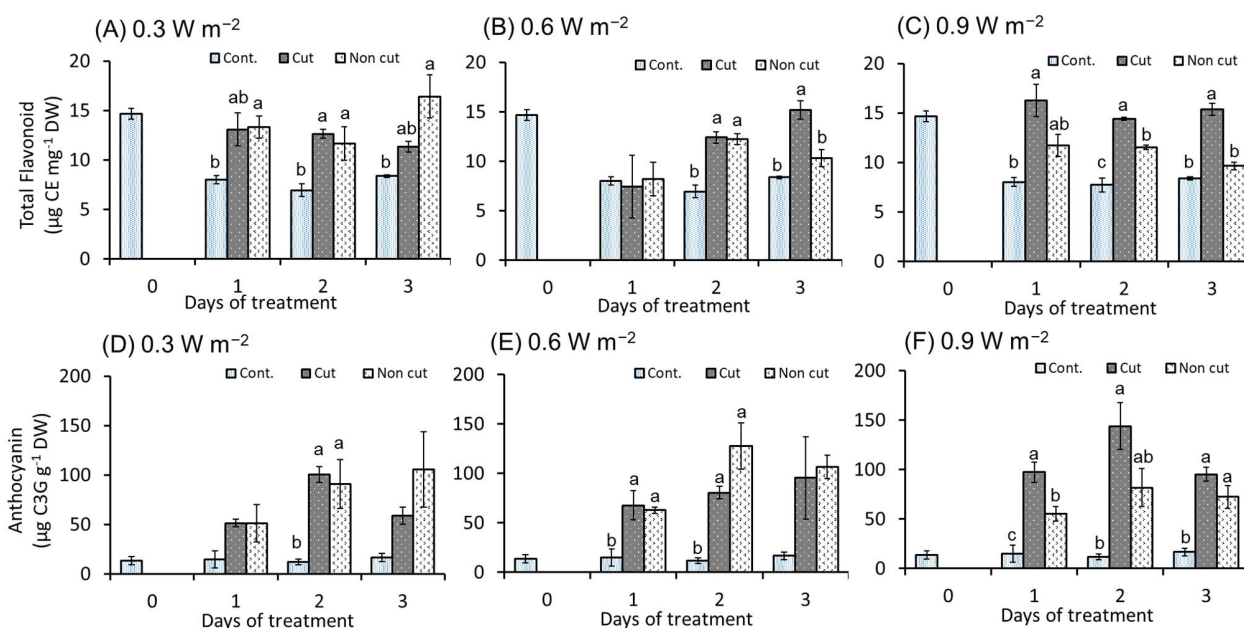 (A) 0.3 W m⁻²
Cont. Cut Non cut
20
15
10
5
0
Total Flavonoid
(µg CE mg⁻¹ DW)
b ab a
b a a
b ab a
0 1 2 3
Days of treatment
(B) 0.6 W m⁻²
Cont. Cut Non cut
20
15
10
5
0
b a a
b a b
0 1 2 3
Days of treatment
(C) 0.9 W m⁻²
Cont. Cut Non cut
20
15
10
5
0
b a ab
c a b
b a b
0 1 2 3
Days of treatment
(D) 0.3 W m⁻²
Cont. Cut Non cut
200
150
100
50
0
Anthocyanin
(µg C3G g⁻¹ DW)
b a a
0 1 2 3
Days of treatment
(E) 0.6 W m⁻²
Cont. Cut Non cut
200
150
100
50
0
b a a
b a a
0 1 2 3
Days of treatment
(F) 0.9 W m⁻²
Cont. Cut Non cut
200
150
100
50
0
c a b
b a ab
b a a
0 1 2 3
Days of treatment